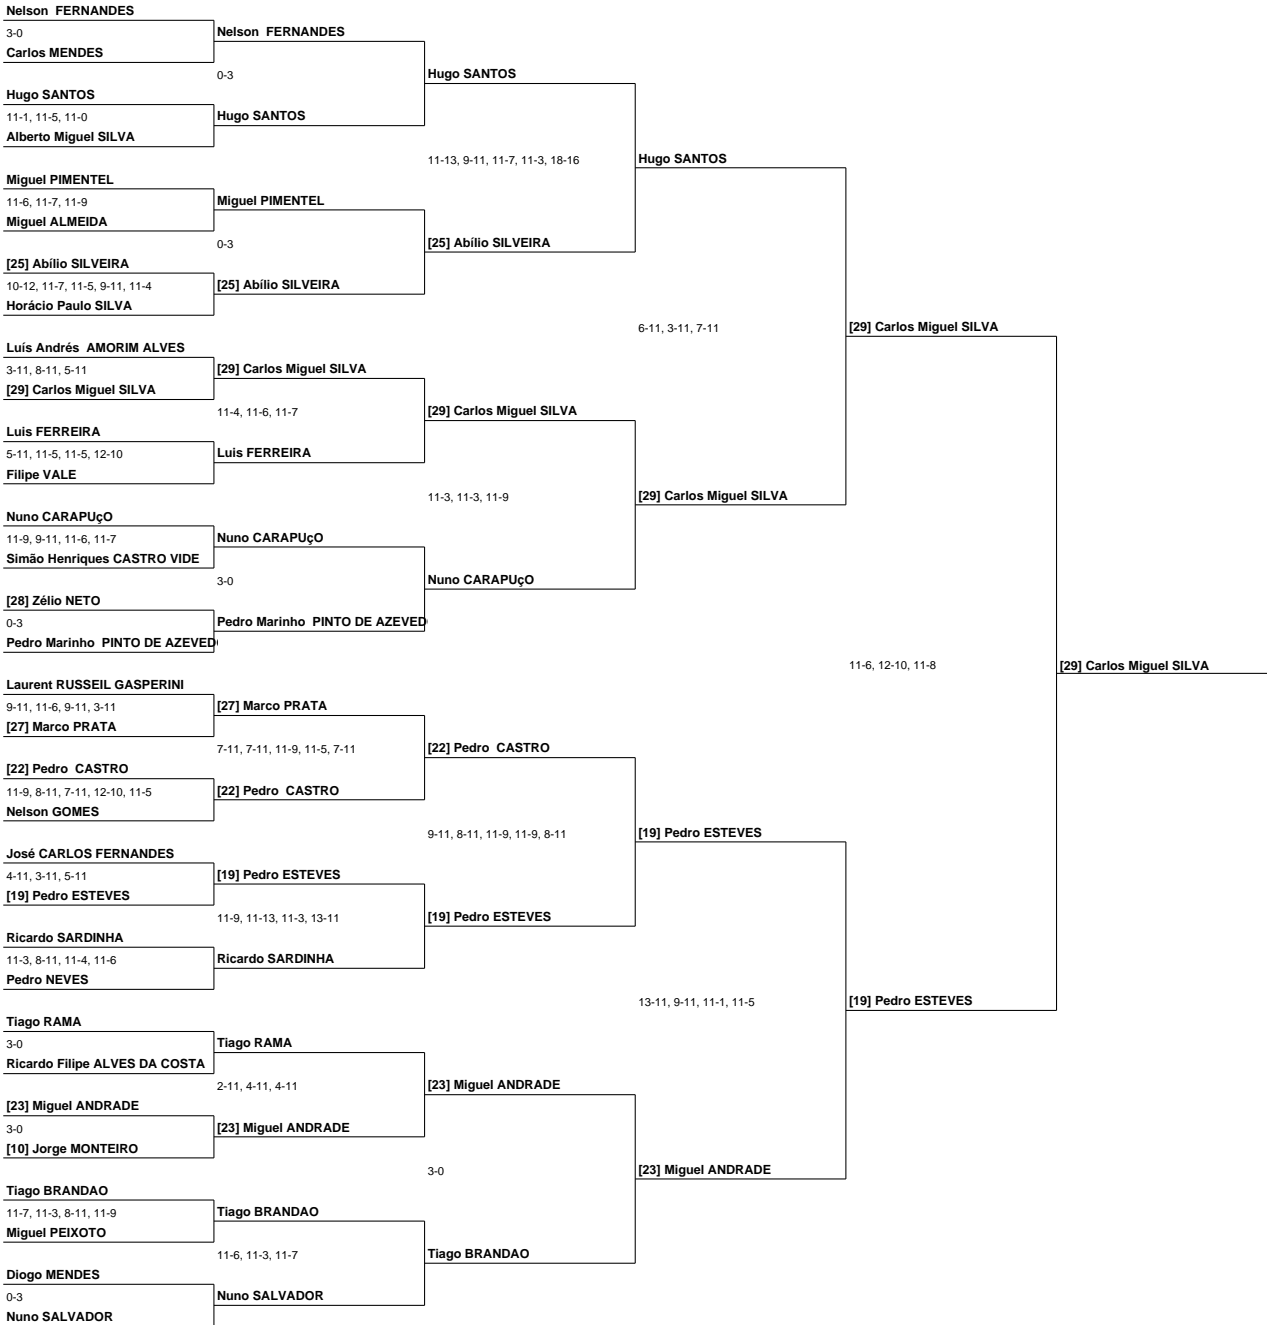 Nelson  FERNANDES
3-0
Nelson  FERNANDES
Carlos MENDES
0-3
Hugo SANTOS
Hugo SANTOS
11-1, 11-5, 11-0
Hugo SANTOS
Alberto Miguel SILVA
11-13, 9-11, 11-7, 11-3, 18-16
Hugo SANTOS
Miguel PIMENTEL
11-6, 11-7, 11-9
Miguel PIMENTEL
Miguel ALMEIDA
0-3
[25] Abílio SILVEIRA
[25] Abílio SILVEIRA
10-12, 11-7, 11-5, 9-11, 11-4
[25] Abílio SILVEIRA
Horácio Paulo SILVA
6-11, 3-11, 7-11
[29] Carlos Miguel SILVA
Luís Andrés  AMORIM ALVES
3-11, 8-11, 5-11
[29] Carlos Miguel SILVA
[29] Carlos Miguel SILVA
11-4, 11-6, 11-7
[29] Carlos Miguel SILVA
Luis FERREIRA
5-11, 11-5, 11-5, 12-10
Luis FERREIRA
Filipe VALE
11-3, 11-3, 11-9
[29] Carlos Miguel SILVA
Nuno CARAPUçO
11-9, 9-11, 11-6, 11-7
Nuno CARAPUçO
Simão Henriques CASTRO VIDE
3-0
Nuno CARAPUçO
[28] Zélio NETO
0-3
Pedro Marinho  PINTO DE AZEVED
Pedro Marinho  PINTO DE AZEVEDO
11-6, 12-10, 11-8
[29] Carlos Miguel SILVA
Laurent RUSSEIL GASPERINI
9-11, 11-6, 9-11, 3-11
[27] Marco PRATA
[27] Marco PRATA
7-11, 7-11, 11-9, 11-5, 7-11
[22] Pedro  CASTRO
[22] Pedro  CASTRO
11-9, 8-11, 7-11, 12-10, 11-5
[22] Pedro  CASTRO
Nelson GOMES
9-11, 8-11, 11-9, 11-9, 8-11
[19] Pedro ESTEVES
José CARLOS FERNANDES
4-11, 3-11, 5-11
[19] Pedro ESTEVES
[19] Pedro ESTEVES
11-9, 11-13, 11-3, 13-11
[19] Pedro ESTEVES
Ricardo SARDINHA
11-3, 8-11, 11-4, 11-6
Ricardo SARDINHA
Pedro NEVES
13-11, 9-11, 11-1, 11-5
[19] Pedro ESTEVES
Tiago RAMA
3-0
Tiago RAMA
Ricardo Filipe ALVES DA COSTA
2-11, 4-11, 4-11
[23] Miguel ANDRADE
[23] Miguel ANDRADE
3-0
[23] Miguel ANDRADE
[10] Jorge MONTEIRO
3-0
[23] Miguel ANDRADE
Tiago BRANDAO
11-7, 11-3, 8-11, 11-9
Tiago BRANDAO
Miguel PEIXOTO
11-6, 11-3, 11-7
Tiago BRANDAO
Diogo MENDES
0-3
Nuno SALVADOR
Nuno SALVADOR